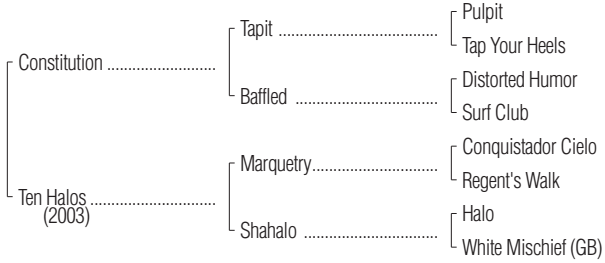 Pulpit
Tapit ........................................
Tap Your Heels
Constitution ...........................
Distorted Humor
Baffled ....................................
Surf Club
Conquistador Cielo
Marquetry................................
Regent's Walk
Ten Halos ...............................
(2003)
Halo
Shahalo ..................................
White Mischief (GB)